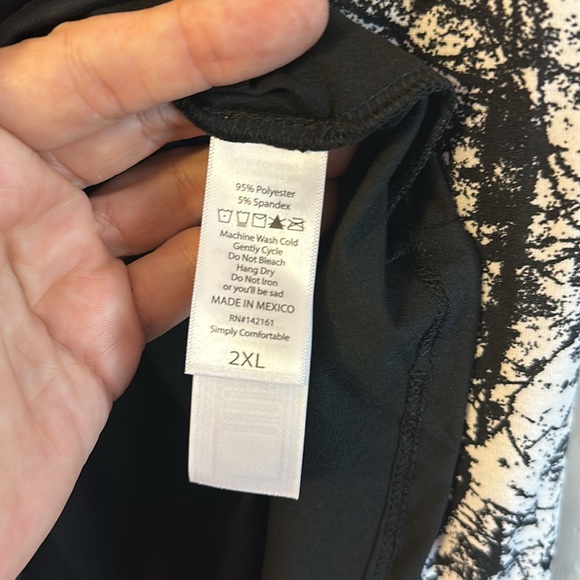 95% Polyester
5% Spandex
Machine Wash Cold
Gently Cycle
Do Not Bleach
Hang Dry
Do Not Iron
or you'll be sad
MADE IN MEXICO
RN#142161
Simply Comfortable
2XL